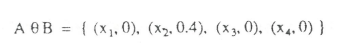 A θ B = { (x₁, 0), (x₂, 0.4), (x₃, 0), (x₄, 0) }